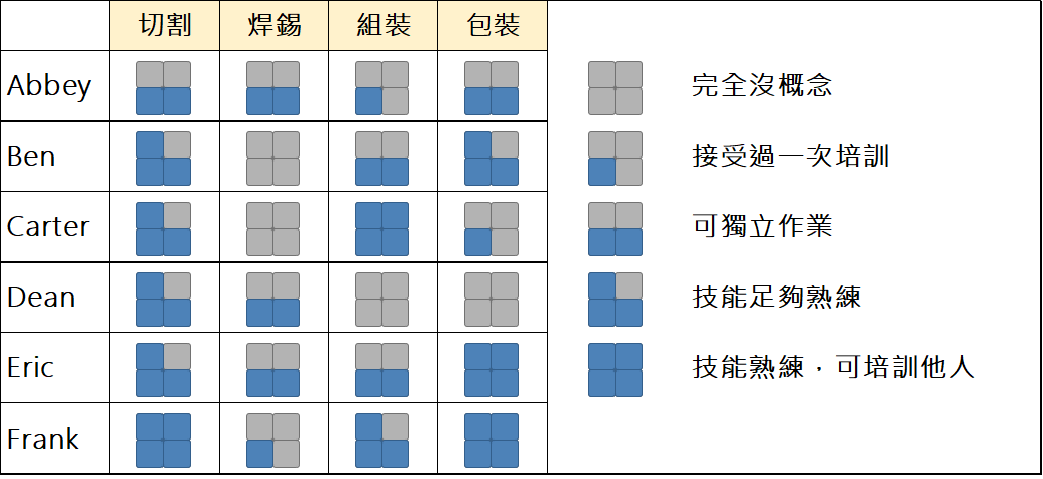 切割 焊錫 組裝 包裝
Abbey 完全沒概念
Ben 接受過一次培訓
Carter 可獨立作業
Dean 技能足夠熟練
Eric 技能熟練，可培訓他人
Frank